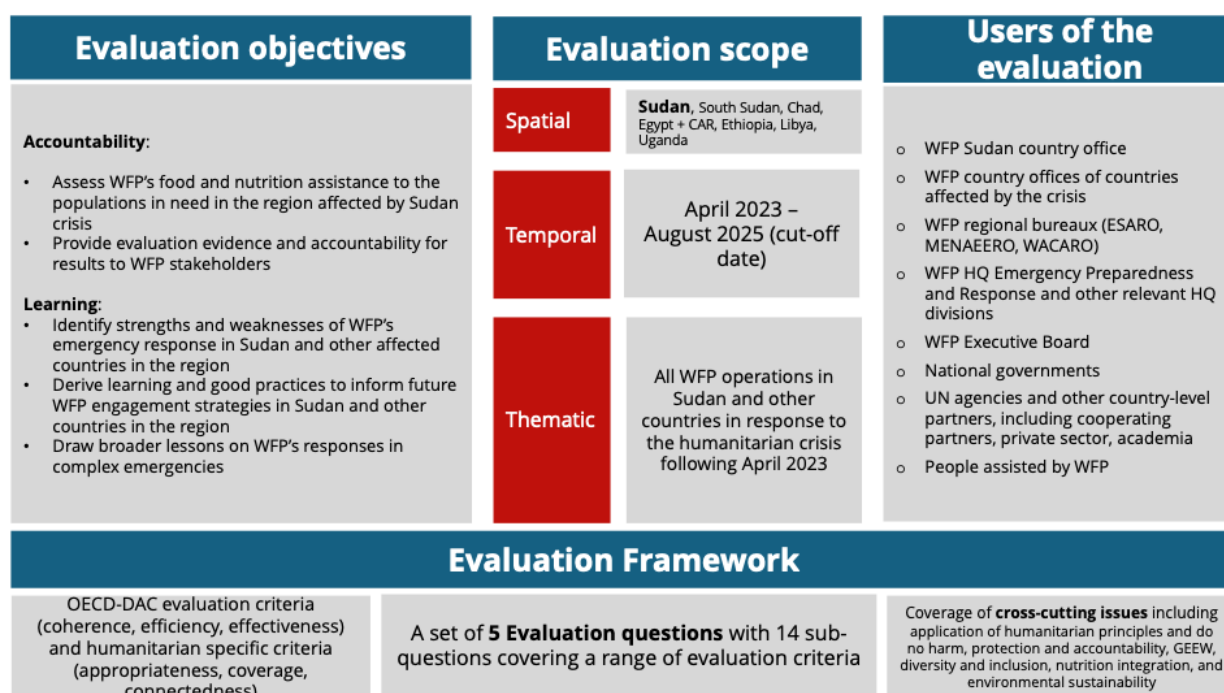 Evaluation objectives
Accountability:
• Assess WFP's food and nutrition assistance to the
populations in need in the region affected by Sudan
crisis
• Provide evaluation evidence and accountability for
results to WFP stakeholders
Learning:
• Identify strengths and weaknesses of WFP's
emergency response in Sudan and other affected
countries in the region
• Derive learning and good practices to inform future
WFP engagement strategies in Sudan and other
countries in the region
• Draw broader lessons on WFP's responses in
complex emergencies
Evaluation scope
Spatial
Sudan, South Sudan, Chad,
Egypt + CAR, Ethiopia, Libya,
Uganda
Temporal
April 2023 –
August 2025 (cut-off
date)
Thematic
All WFP operations in
Sudan and other
countries in response to
the humanitarian crisis
following April 2023
Users of the
evaluation
o WFP Sudan country office
o WFP country offices of countries
affected by the crisis
o WFP regional bureaux (ESARO,
MENAEERO, WACARO)
o WFP HQ Emergency Preparedness
and Response and other relevant HQ
divisions
o WFP Executive Board
o National governments
o UN agencies and other country-level
partners, including cooperating
partners, private sector, academia
o People assisted by WFP
Evaluation Framework
OECD-DAC evaluation criteria
(coherence, efficiency, effectiveness)
and humanitarian specific criteria
(appropriateness, coverage,
connectedness)
A set of 5 Evaluation questions with 14 sub-
questions covering a range of evaluation criteria
Coverage of cross-cutting issues including
application of humanitarian principles and do
no harm, protection and accountability, GEEW,
diversity and inclusion, nutrition integration, and
environmental sustainability